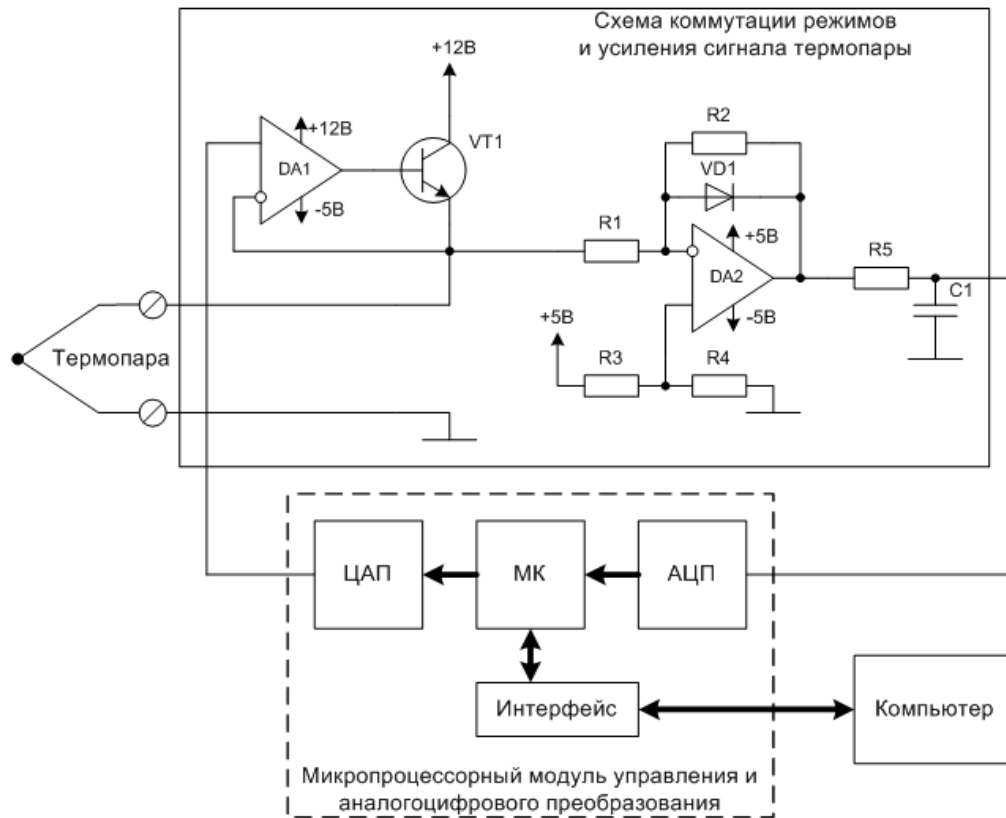 Схема коммутации режимов
и усиления сигнала термопары
+12В
+12В
VT1
DA1
-5В
R2
VD1
R1
+5В
DA2
R5
C1
-5В
+5В
R3
R4
Термопара
ЦАП
МК
АЦП
Интерфейс
Компьютер
Микропроцессорный модуль управления и
аналогоцифрового преобразования